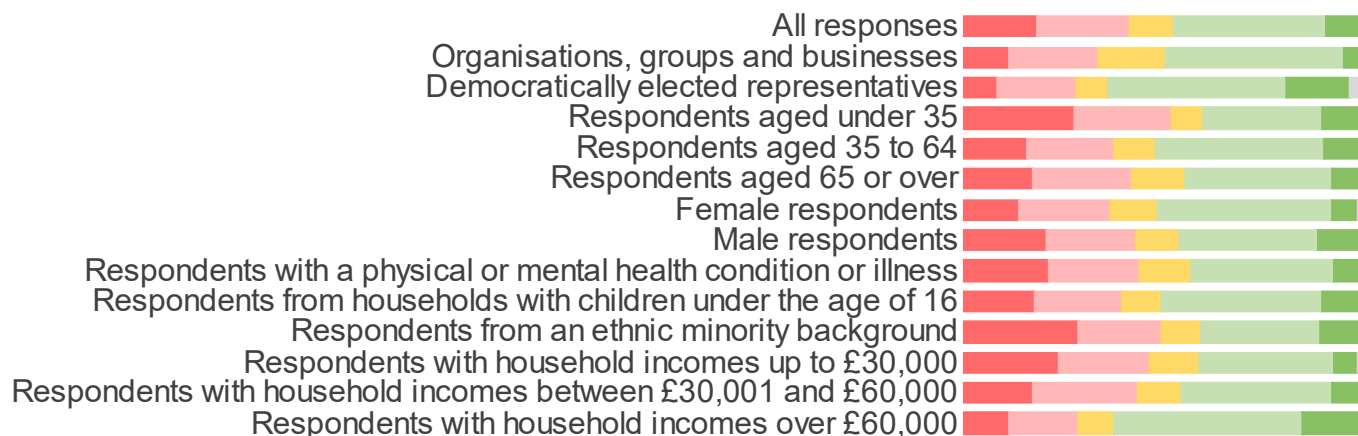 All responses
Organisations, groups and businesses
Democratically elected representatives
Respondents aged under 35
Respondents aged 35 to 64
Respondents aged 65 or over
Female respondents
Male respondents
Respondents with a physical or mental health condition or illness
Respondents from households with children under the age of 16
Respondents from an ethnic minority background
Respondents with household incomes up to £30,000
Respondents with household incomes between £30,001 and £60,000
Respondents with household incomes over £60,000